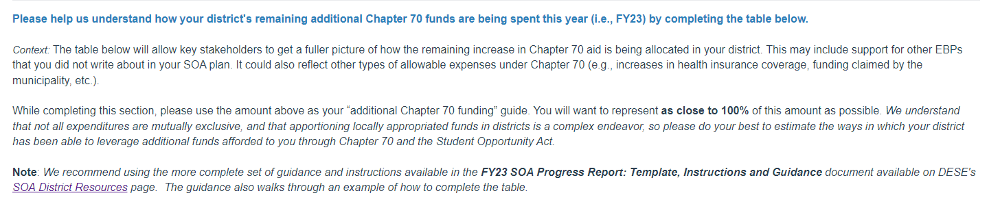 Please help us understand how your district's remaining additional Chapter 70 funds are being spent this year (i.e., FY23) by completing the table below.
Context: The table below will allow key stakeholders to get a fuller picture of how the remaining increase in Chapter 70 aid is being allocated in your district. This may include support for other EBPs
that you did not write about in your SOA plan. It could also reflect other types of allowable expenses under Chapter 70 (e.g., increases in health insurance coverage, funding claimed by the
municipality, etc.).
While completing this section, please use the amount above as your “additional Chapter 70 funding” guide. You will want to represent as close to 100% of this amount as possible. We understand
that not all expenditures are mutually exclusive, and that apportioning locally appropriated funds in districts is a complex endeavor, so please do your best to estimate the ways in which your district
has been able to leverage additional funds afforded to you through Chapter 70 and the Student Opportunity Act.
Note: We recommend using the more complete set of guidance and instructions available in the FY23 SOA Progress Report: Template, Instructions and Guidance document available on DESE's
SOA District Resources page. The guidance also walks through an example of how to complete the table.